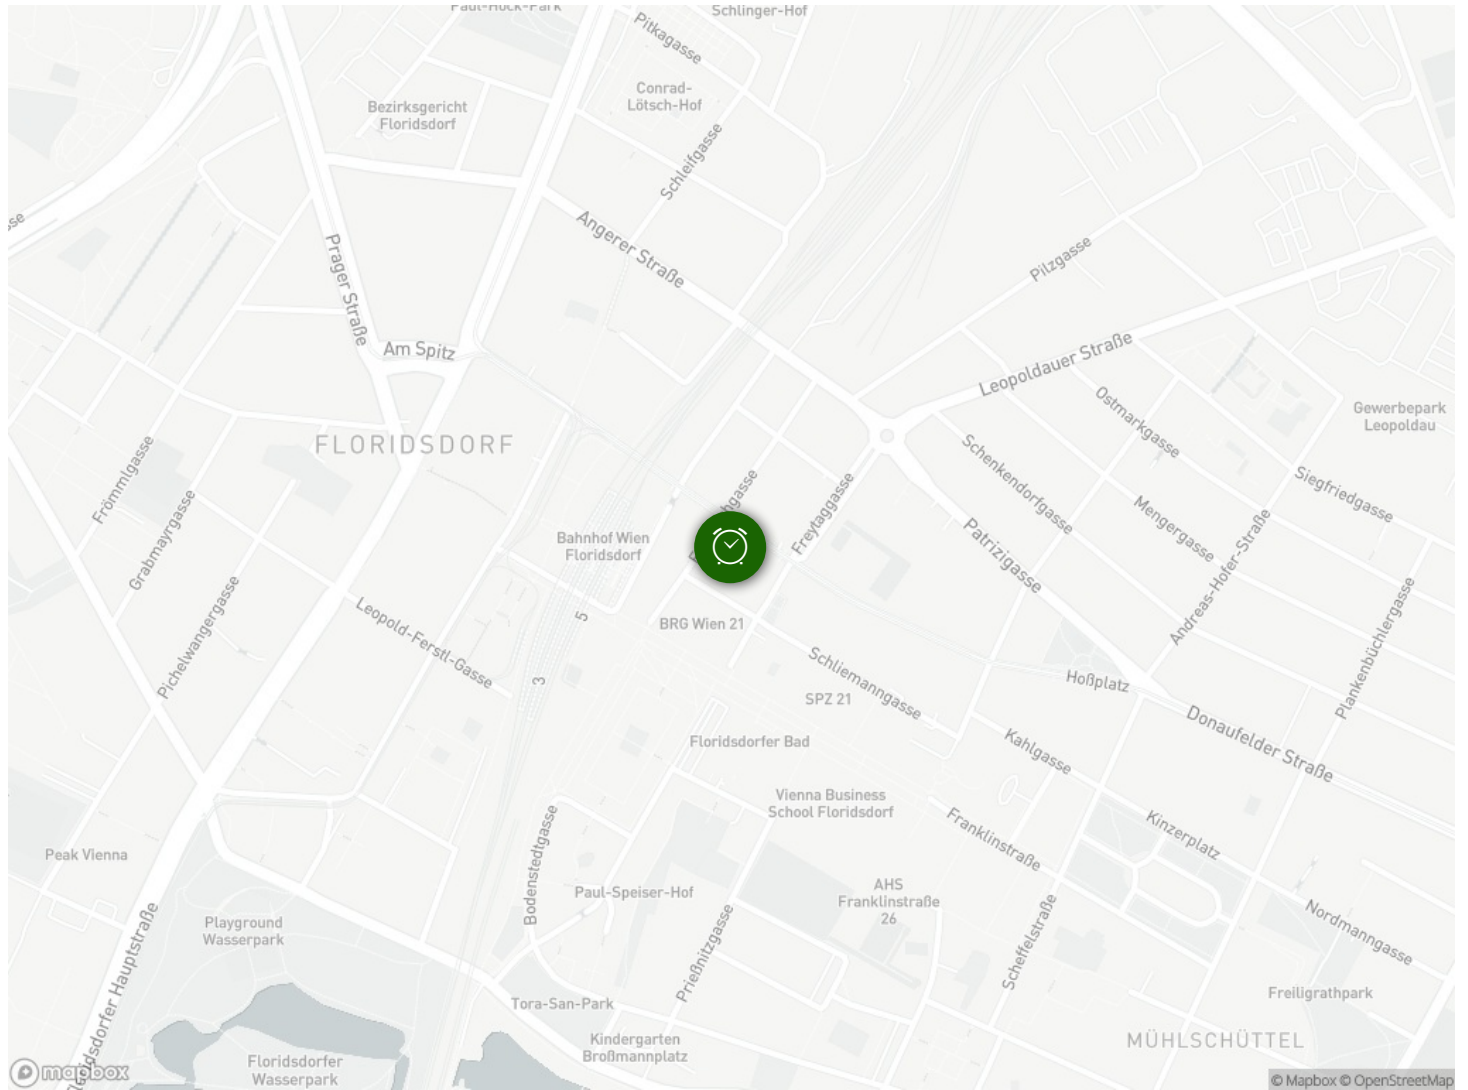 Paul-Hock-Park
Schlinger-Hof
Pitkagasse
Conrad-
Lötsch-Hof
Bezirksgericht
Floridsdorf
Schleifgasse
Angerer Straße
Prager Straße
Pilzgasse
Am Spitz
Leopoldauer Straße
Ostmarkgasse
Gewerbepark
Leopoldau
FLORIDSDORF
Frömmlgasse
Schenkendorfgasse
Siegfriedgasse
Grabmayrgasse
Freytaggasse
Mengergasse
Bahnhof Wien
Floridsdorf
Patrizigasse
Andreas-Hofer-Straße
Pichelwangergasse
Leopold-Ferstl-Gasse
5
BRG Wien 21
Plankenbüchlergasse
3
Schliemanngasse
SPZ 21
Hoßplatz
Floridsdorfer Bad
Donaufelder Straße
Kahlgasse
Vienna Business
School Floridsdorf
Franklinstraße
Kinzerplatz
Peak Vienna
Bodenstedtgasse
Paul-Speiser-Hof
AHS
Franklinstraße
26
Playground
Wasserpark
Prießnitzgasse
Scheffelstraße
Nordmanngasse
Floridsdorfer Hauptstraße
Tora-San-Park
Freiligrathpark
Kindergarten
Broßmannplatz
MÜHLSCHÜTTEL
Floridsdorfer
Wasserpark
mapbox
© Mapbox © OpenStreetMap